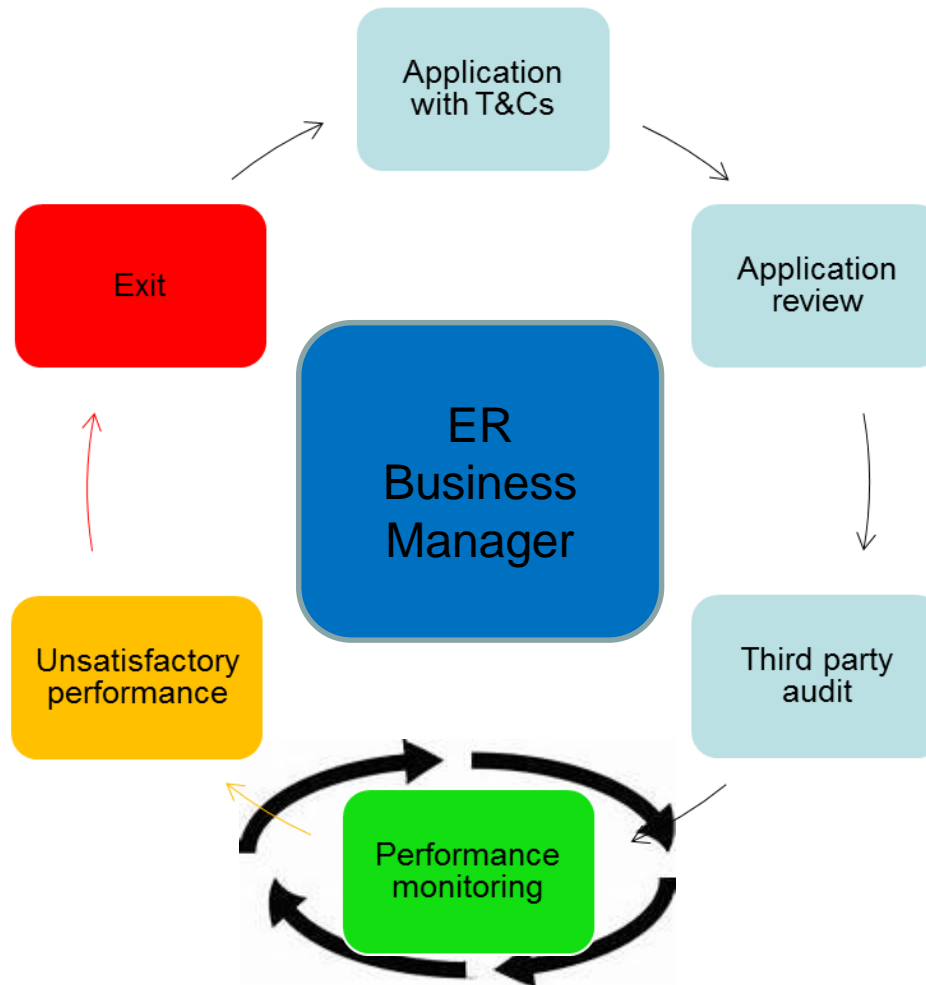 Application
with T&Cs
Application
review
Third party
audit
Performance
monitoring
Unsatisfactory
performance
Exit
ER
Business
Manager